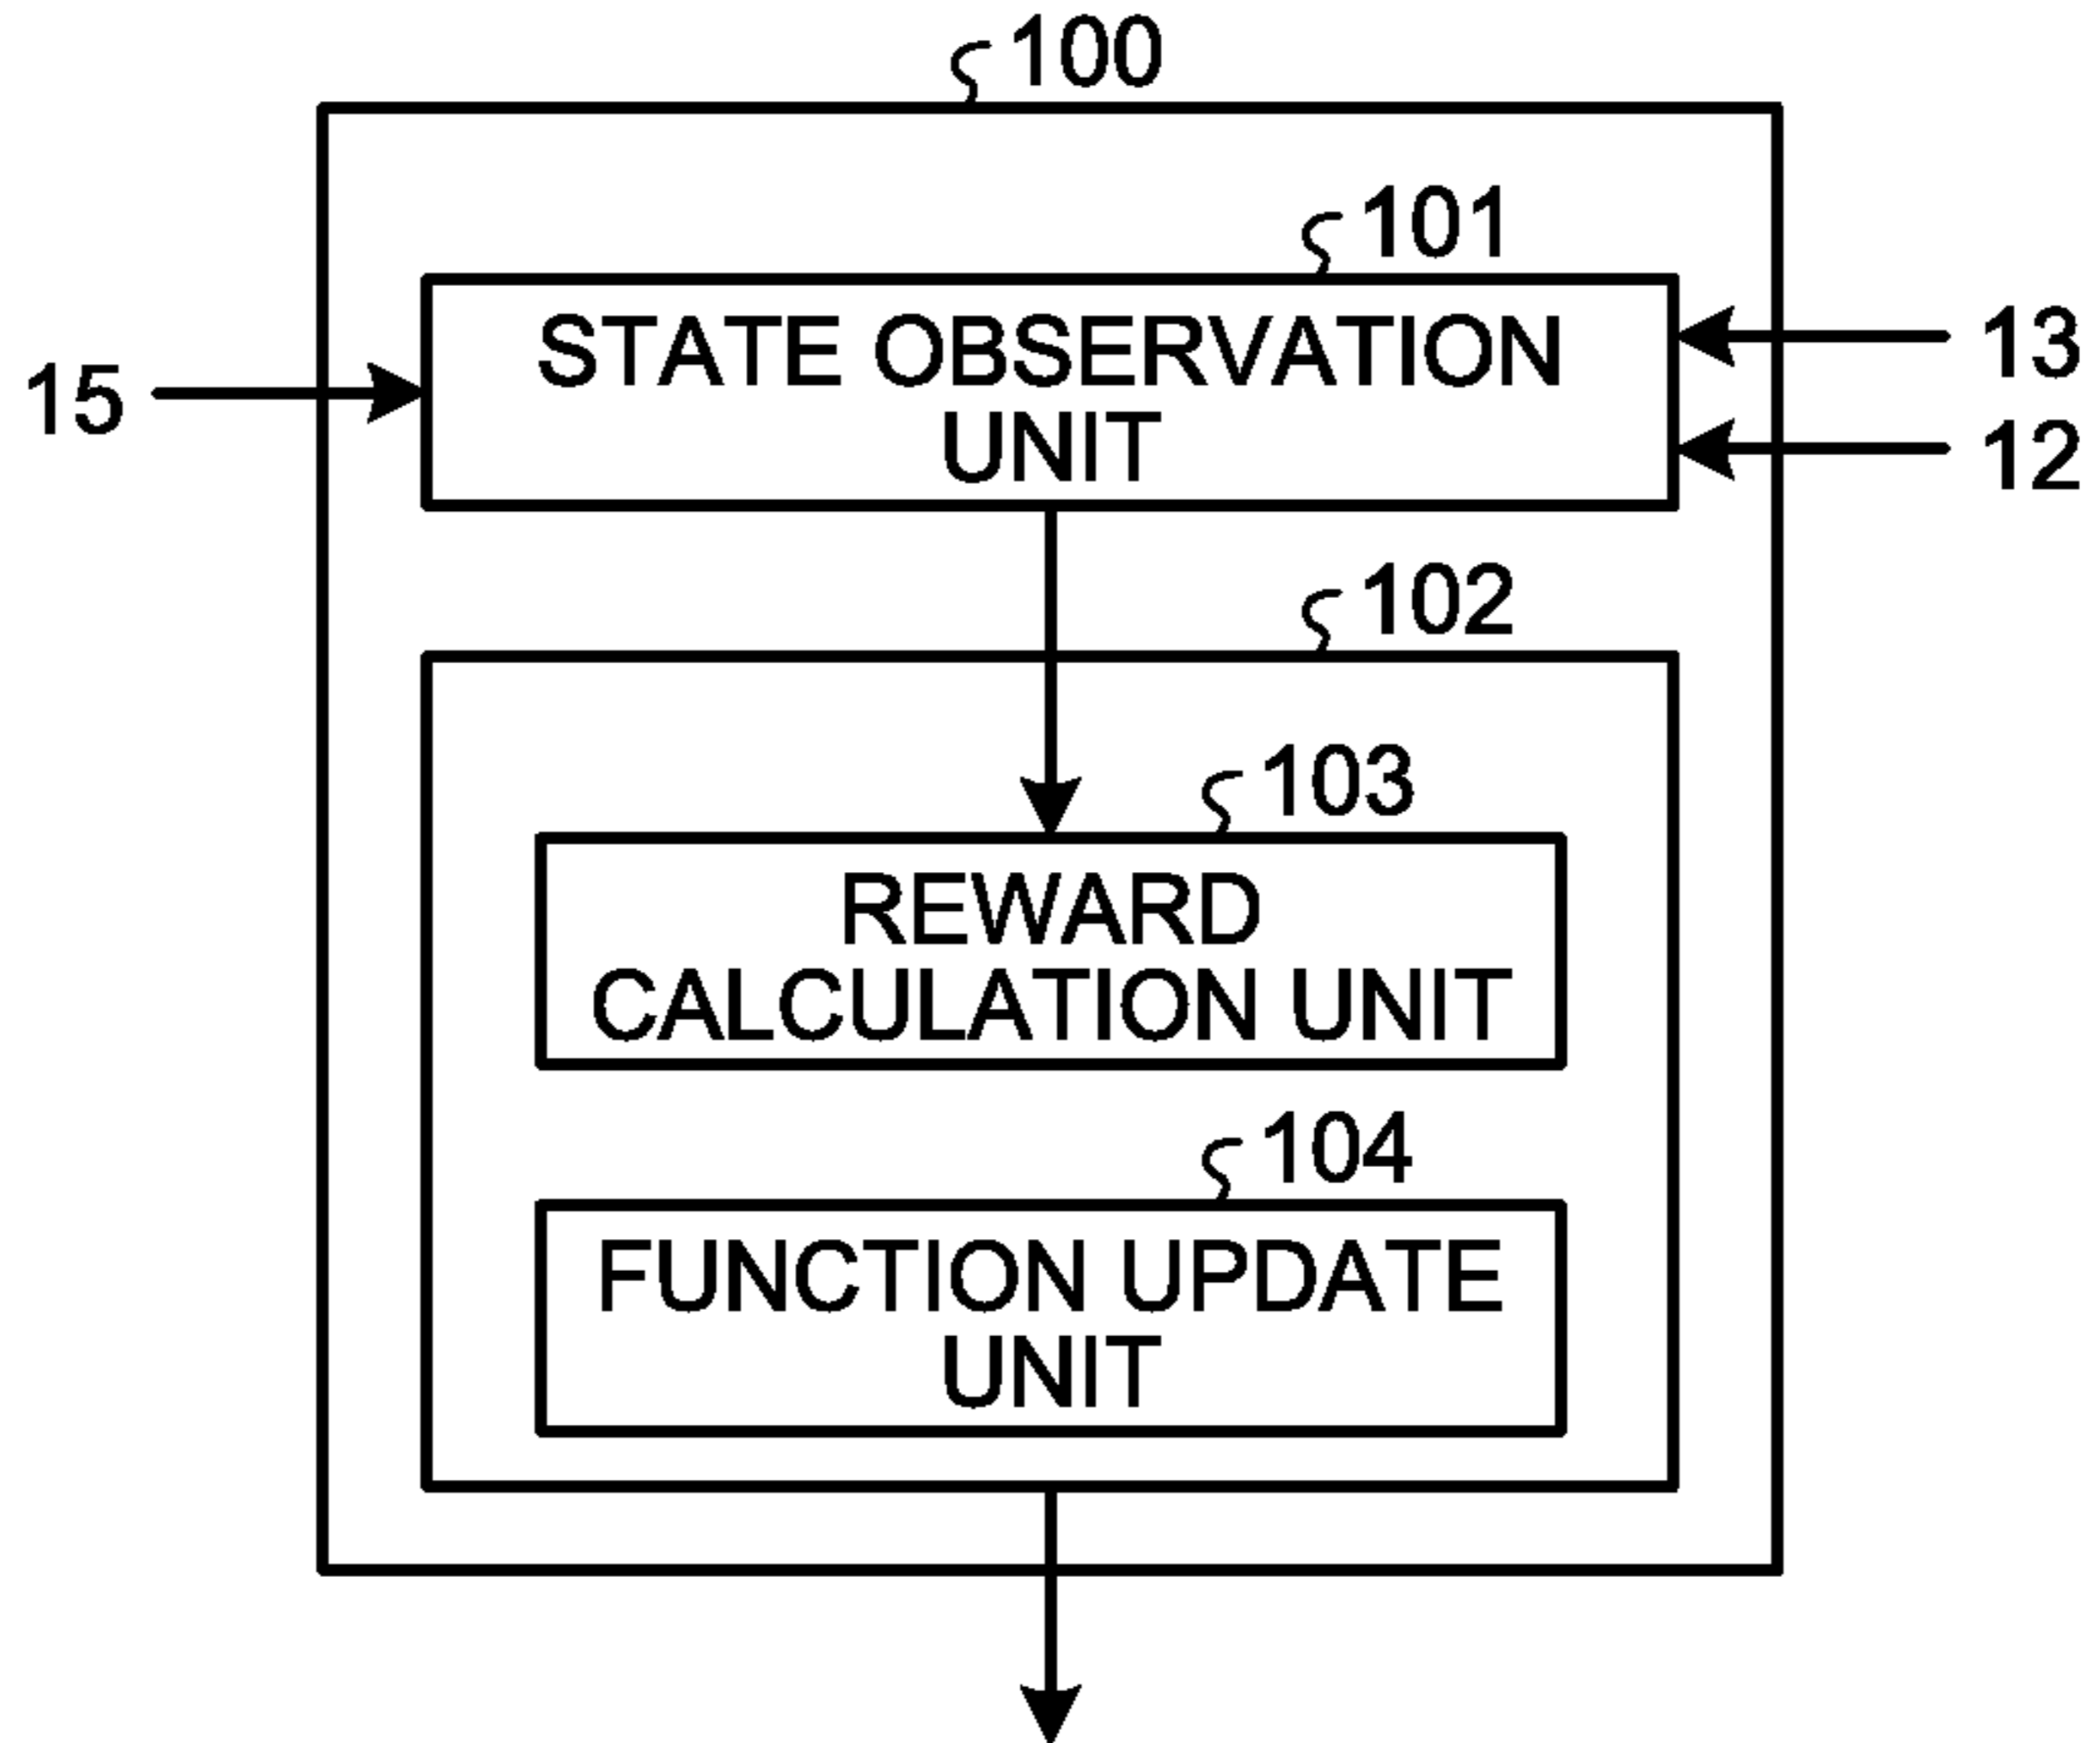 100
101
STATE OBSERVATION
UNIT
13
15
12
102
103
REWARD
CALCULATION UNIT
104
FUNCTION UPDATE
UNIT